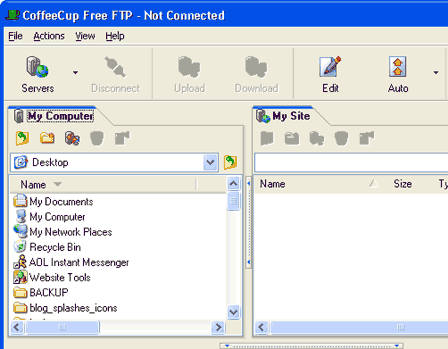 CoffeeCup Free FTP - Not Connected
File Actions View Help
Servers Disconnect Upload Download Edit Auto
My Computer My Site
Desktop
Name Name Size
My Documents
My Computer
My Network Places
Recycle Bin
AOL Instant Messenger
Website Tools
BACKUP
blog_splashes_icons